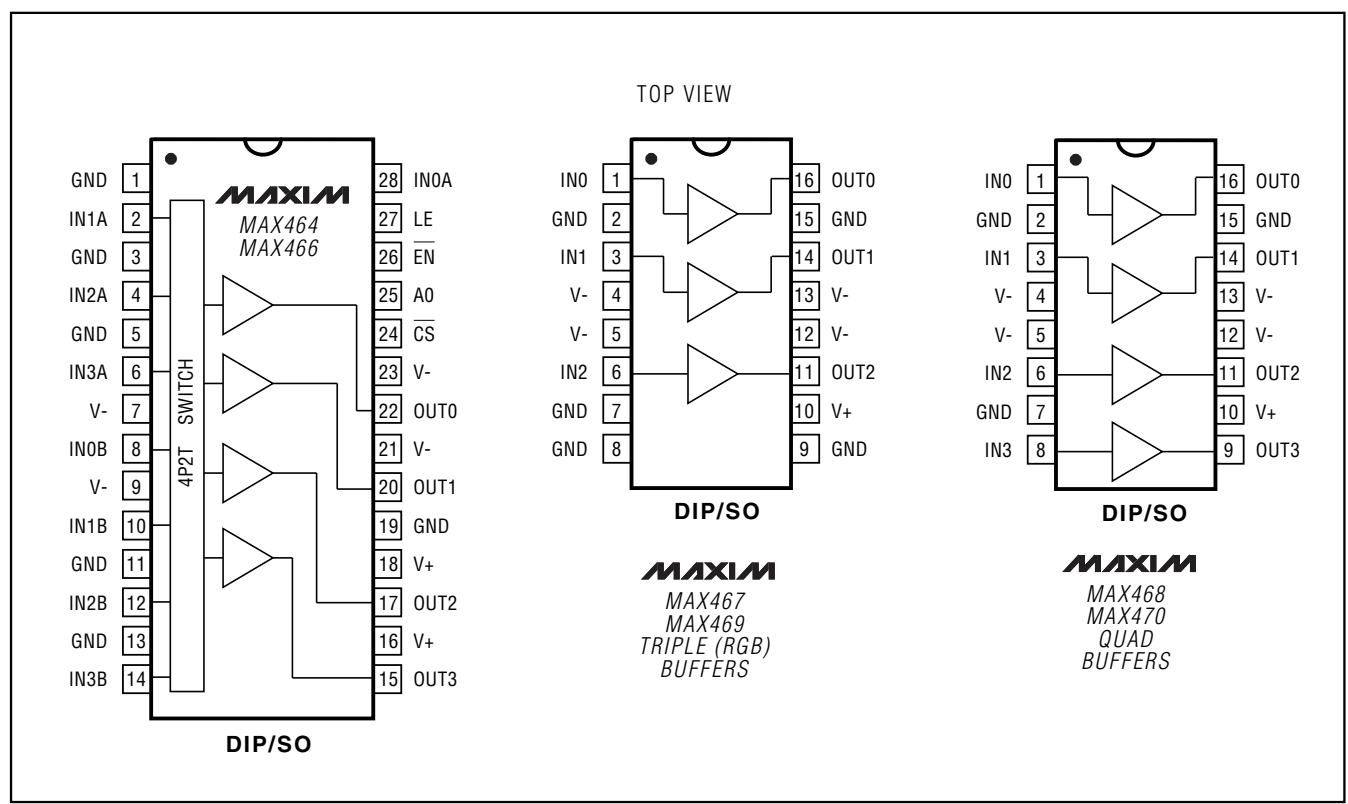 TOP VIEW
MAXIM
MAX464
MAX466
4P2T SWITCH
GND 1
IN1A 2
GND 3
IN2A 4
GND 5
IN3A 6
V- 7
IN0B 8
V- 9
IN1B 10
GND 11
IN2B 12
GND 13
IN3B 14
28 IN0A
27 LE
26 E̅N̅
25 A0
24 C̅S̅
23 V-
22 OUT0
21 V-
20 OUT1
19 GND
18 V+
17 OUT2
16 V+
15 OUT3
DIP/SO
IN0 1
GND 2
IN1 3
V- 4
V- 5
IN2 6
GND 7
GND 8
16 OUT0
15 GND
14 OUT1
13 V-
12 V-
11 OUT2
10 V+
9 GND
DIP/SO
MAXIM
MAX467
MAX469
TRIPLE (RGB)
BUFFERS
IN0 1
GND 2
IN1 3
V- 4
V- 5
IN2 6
GND 7
IN3 8
16 OUT0
15 GND
14 OUT1
13 V-
12 V-
11 OUT2
10 V+
9 OUT3
DIP/SO
MAXIM
MAX468
MAX470
QUAD
BUFFERS